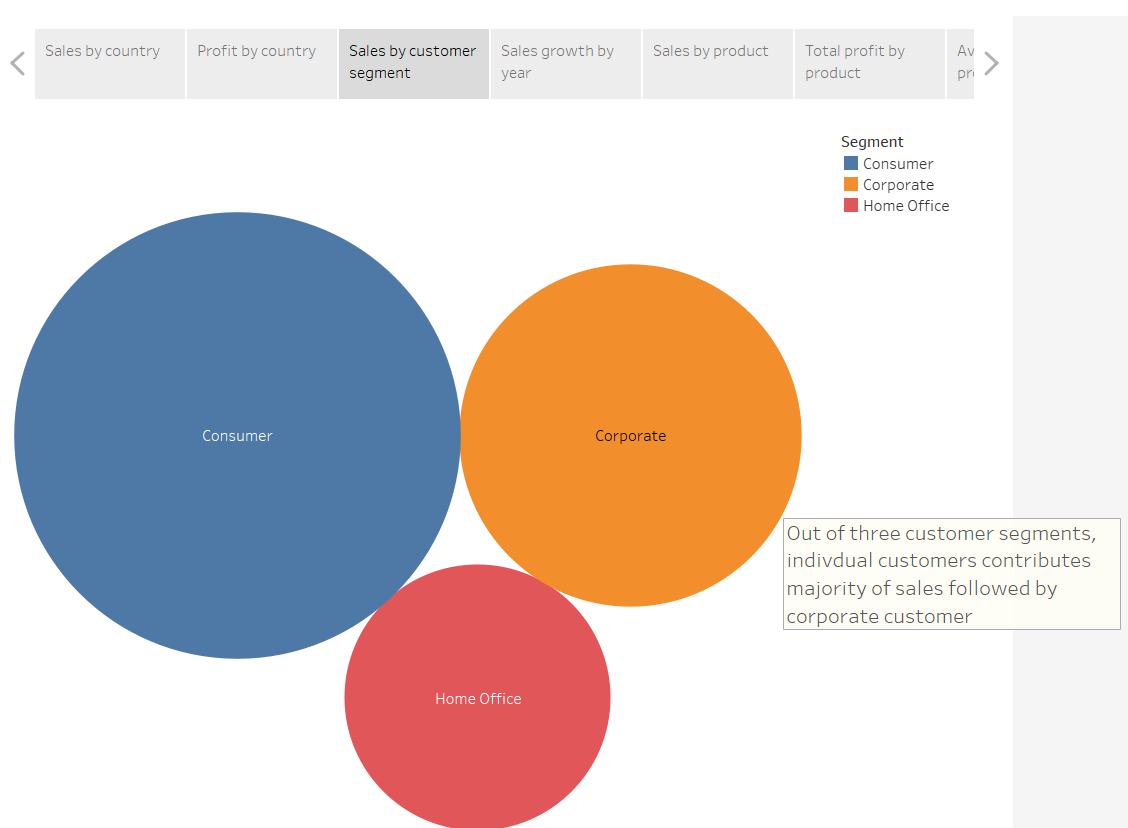 Sales by country
Profit by country
Sales by customer
segment
Sales growth by
year
Sales by product
Total profit by
product
Segment
Consumer
Corporate
Home Office
Consumer
Corporate
Out of three customer segments,
indivdual customers contributes
majority of sales followed by
corporate customer
Home Office